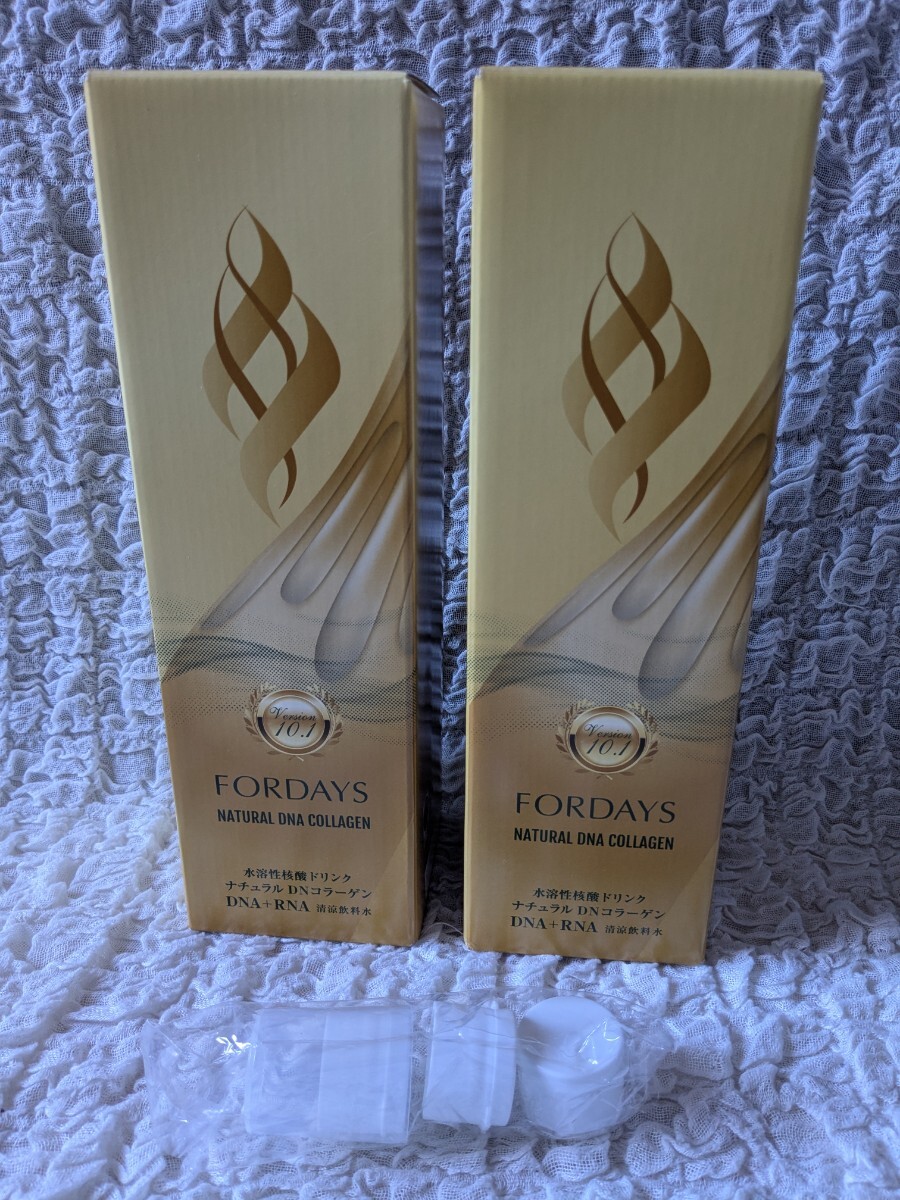 Version
10.1
FORDAYS
NATURAL DNA COLLAGEN
水溶性核酸ドリンク
ナチュラル DNコラーゲン
DNA+RNA 清涼飲料水
Version
10.1
FORDAYS
NATURAL DNA COLLAGEN
水溶性核酸ドリンク
ナチュラル DNコラーゲン
DNA+RNA 清涼飲料水